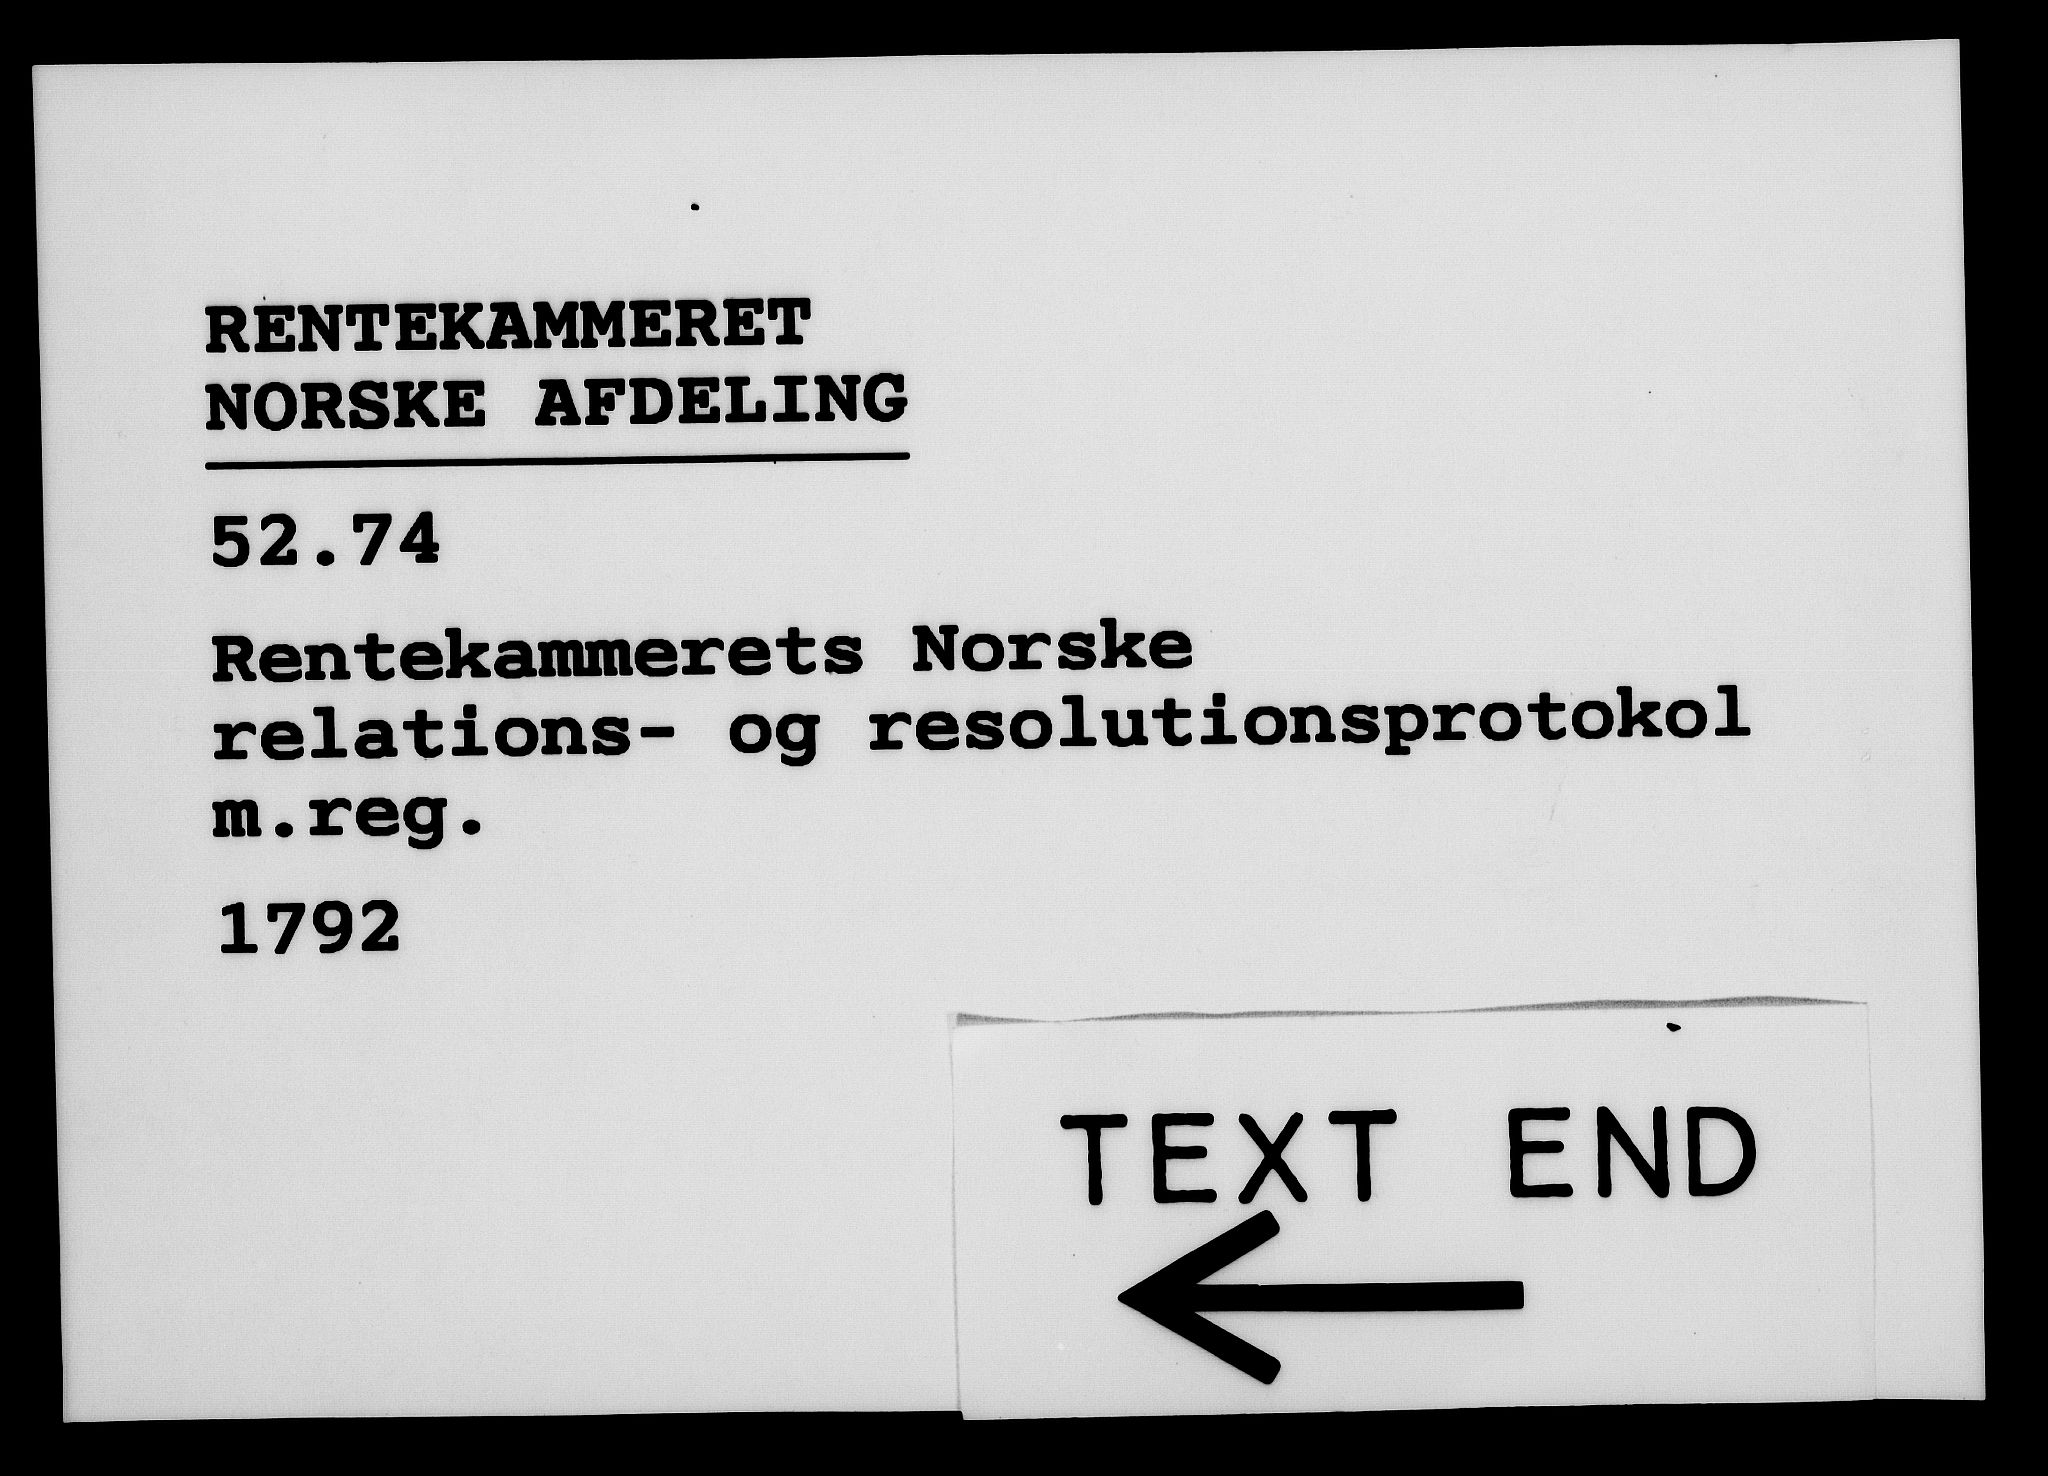 RENTEKAMMERET
NORSKE AFDELING
52.74
Rentekammerets Norske
relations- og resolutionsprotokol
m.reg.
1792
TEXT END